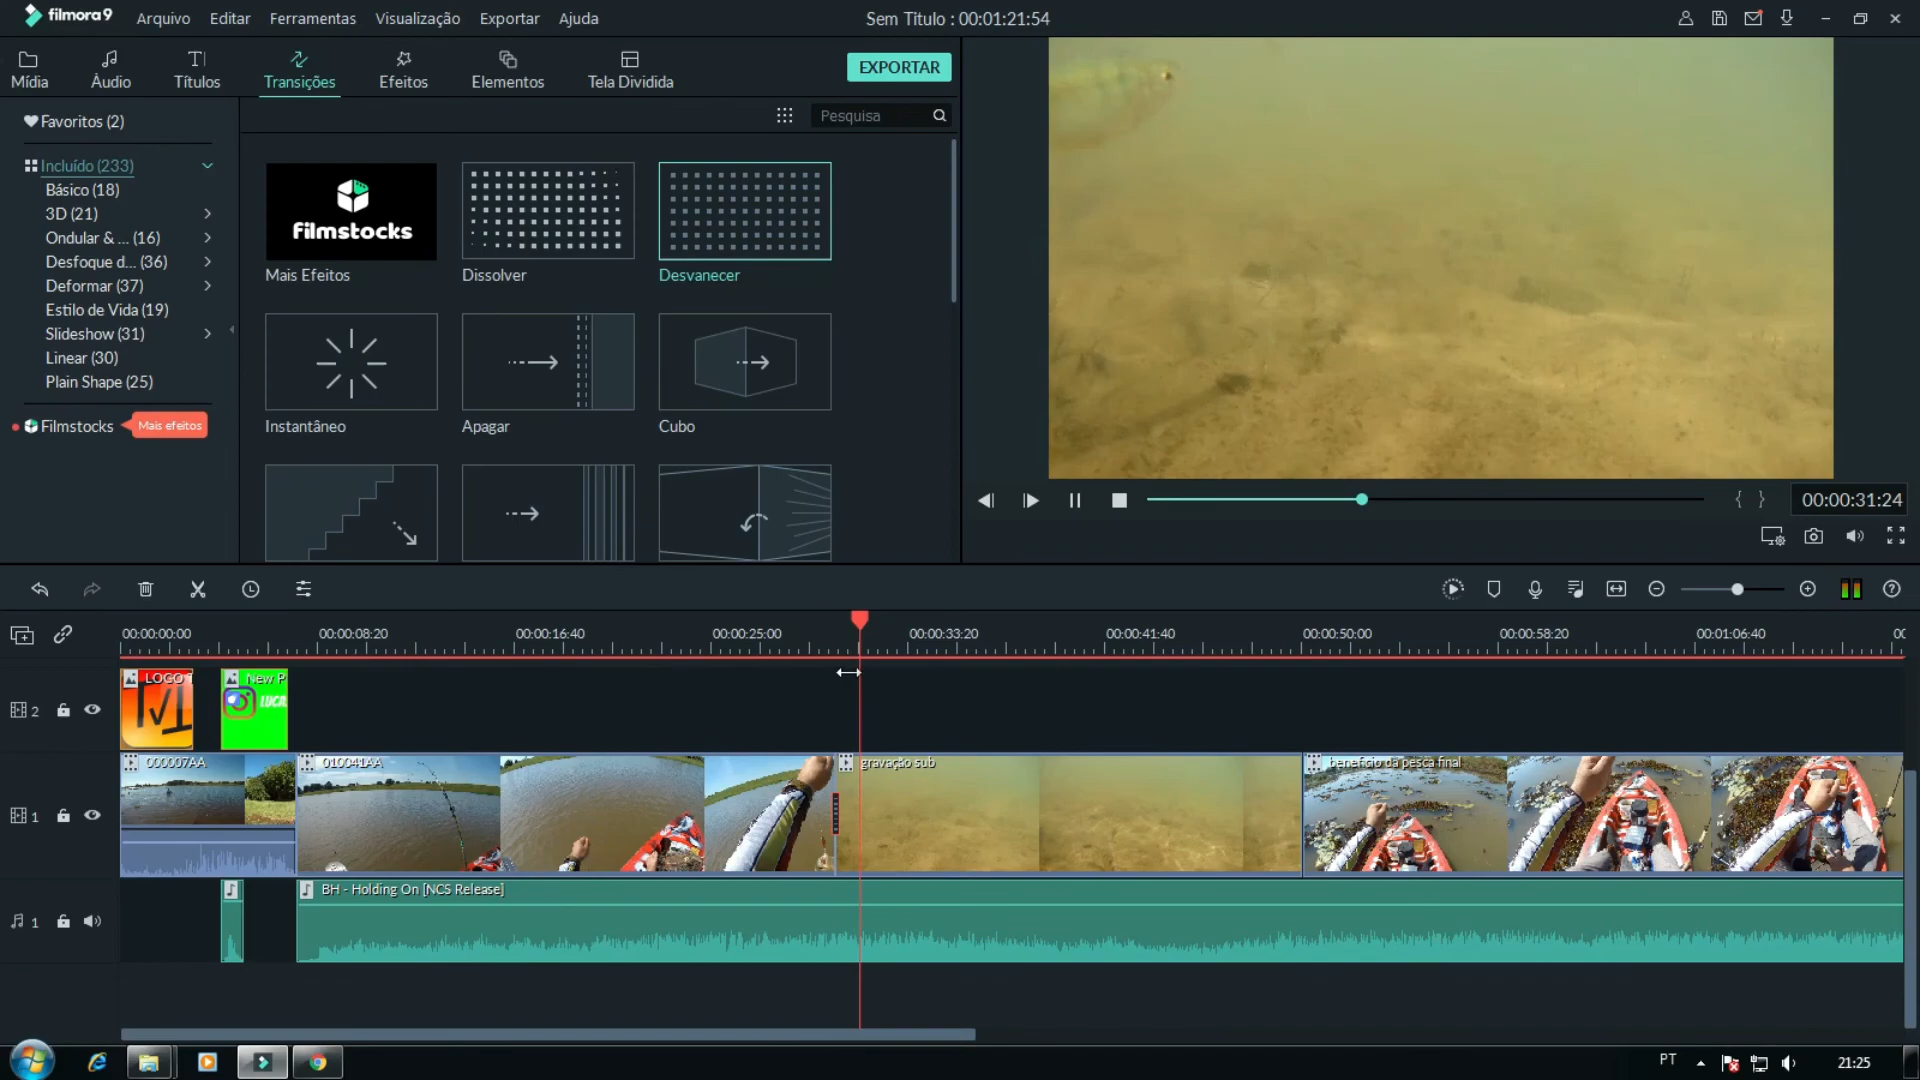 filmora9 Arquivo Editar Ferramentas Visualização Exportar Ajuda
Sem Titulo : 00:01:21:54
Mídia Áudio Títulos Transições Efeitos Elementos Tela Dividida
EXPORTAR
Favoritos (2)
Pesquisa
Incluído (233)
Básico (18)
3D (21)
Ondular & ... (16)
Desfoque d... (36)
Deformar (37)
Estilo de Vida (19)
Slideshow (31)
Linear (30)
Plain Shape (25)
Filmstocks Mais efeitos
filmstocks
Mais Efeitos Dissolver Desvanecer
Instantâneo Apagar Cubo
00:00:31:24
00:00:00:00 00:00:08:20 00:00:16:40 00:00:25:00 00:00:33:20 00:00:41:40 00:00:50:00 00:00:58:20 00:01:06:40
LOGO New P
2
000007AA 010041AA gravação sub beneficio da pesca final
1
BH - Holding On [NCS Release]
1
PT 21:25